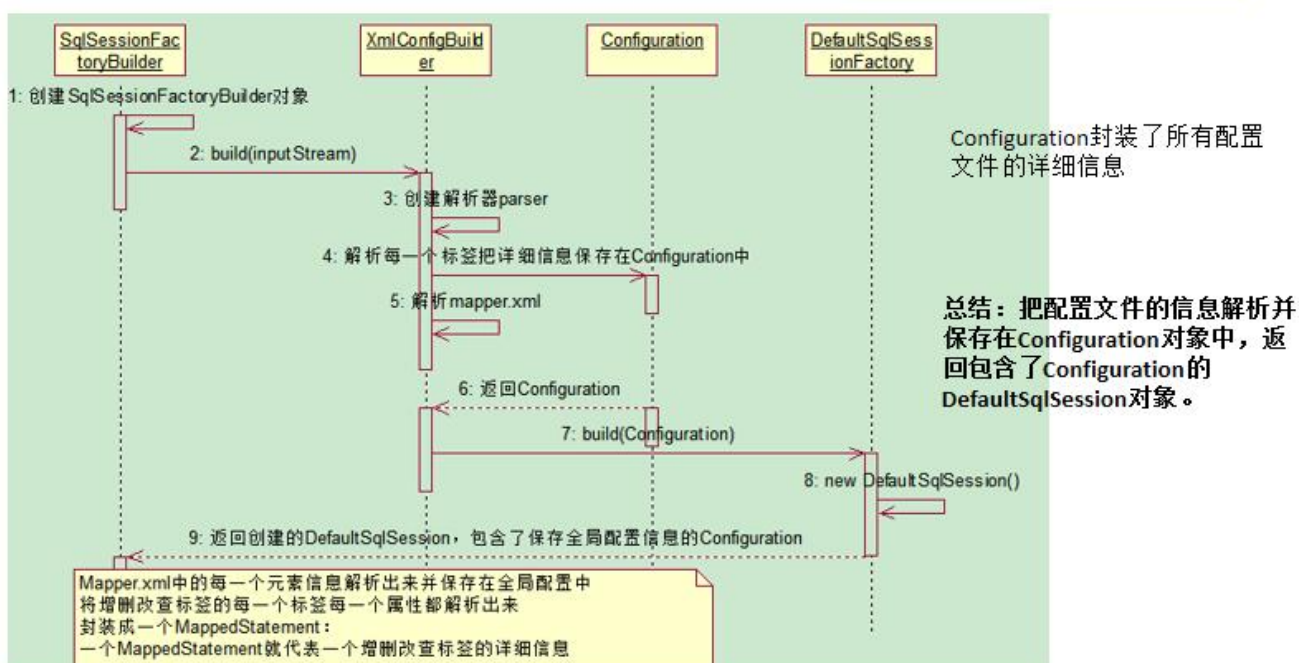 SqlSessionFac
toryBuilder
XmlConfigBuild
er
Configuration
DefaultSqlSess
ionFactory
1: 创建SqlSessionFactoryBuilder对象
2: build(inputStream)
3: 创建解析器parser
4: 解析每一个标签把详细信息保存在Configuration中
5: 解析mapper.xml
6: 返回Configuration
7: build(Configuration)
8: new DefaultSqlSession()
9: 返回创建的DefaultSqlSession，包含了保存全局配置信息的Configuration
Configuration封装了所有配置
文件的详细信息
总结：把配置文件的信息解析并
保存在Configuration对象中，返
回包含了Configuration的
DefaultSqlSession对象。
Mapper.xml中的每一个元素信息解析出来并保存在全局配置中
将增删改查标签的每一个标签每一个属性都解析出来
封装成一个MappedStatement：
一个MappedStatement就代表一个增删改查标签的详细信息